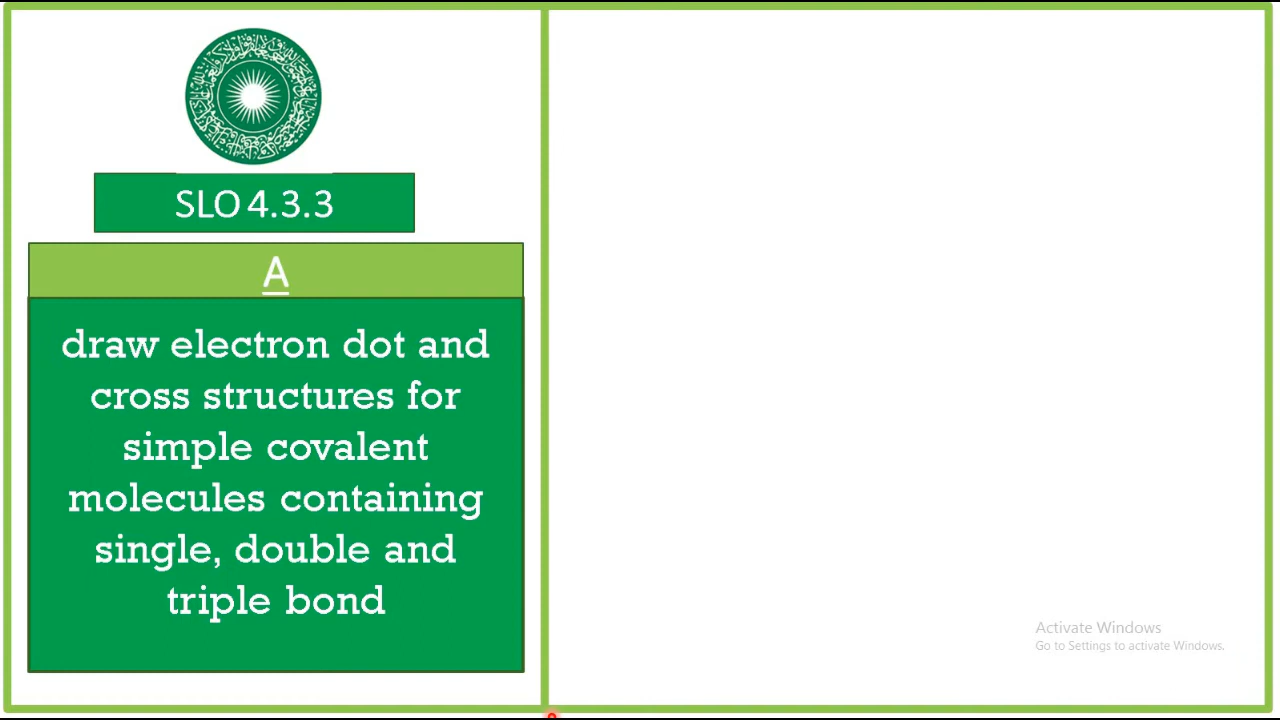 SLO 4.3.3
A
draw electron dot and
cross structures for
simple covalent
molecules containing
single, double and
triple bond
Activate Windows
Go to Settings to activate Windows.